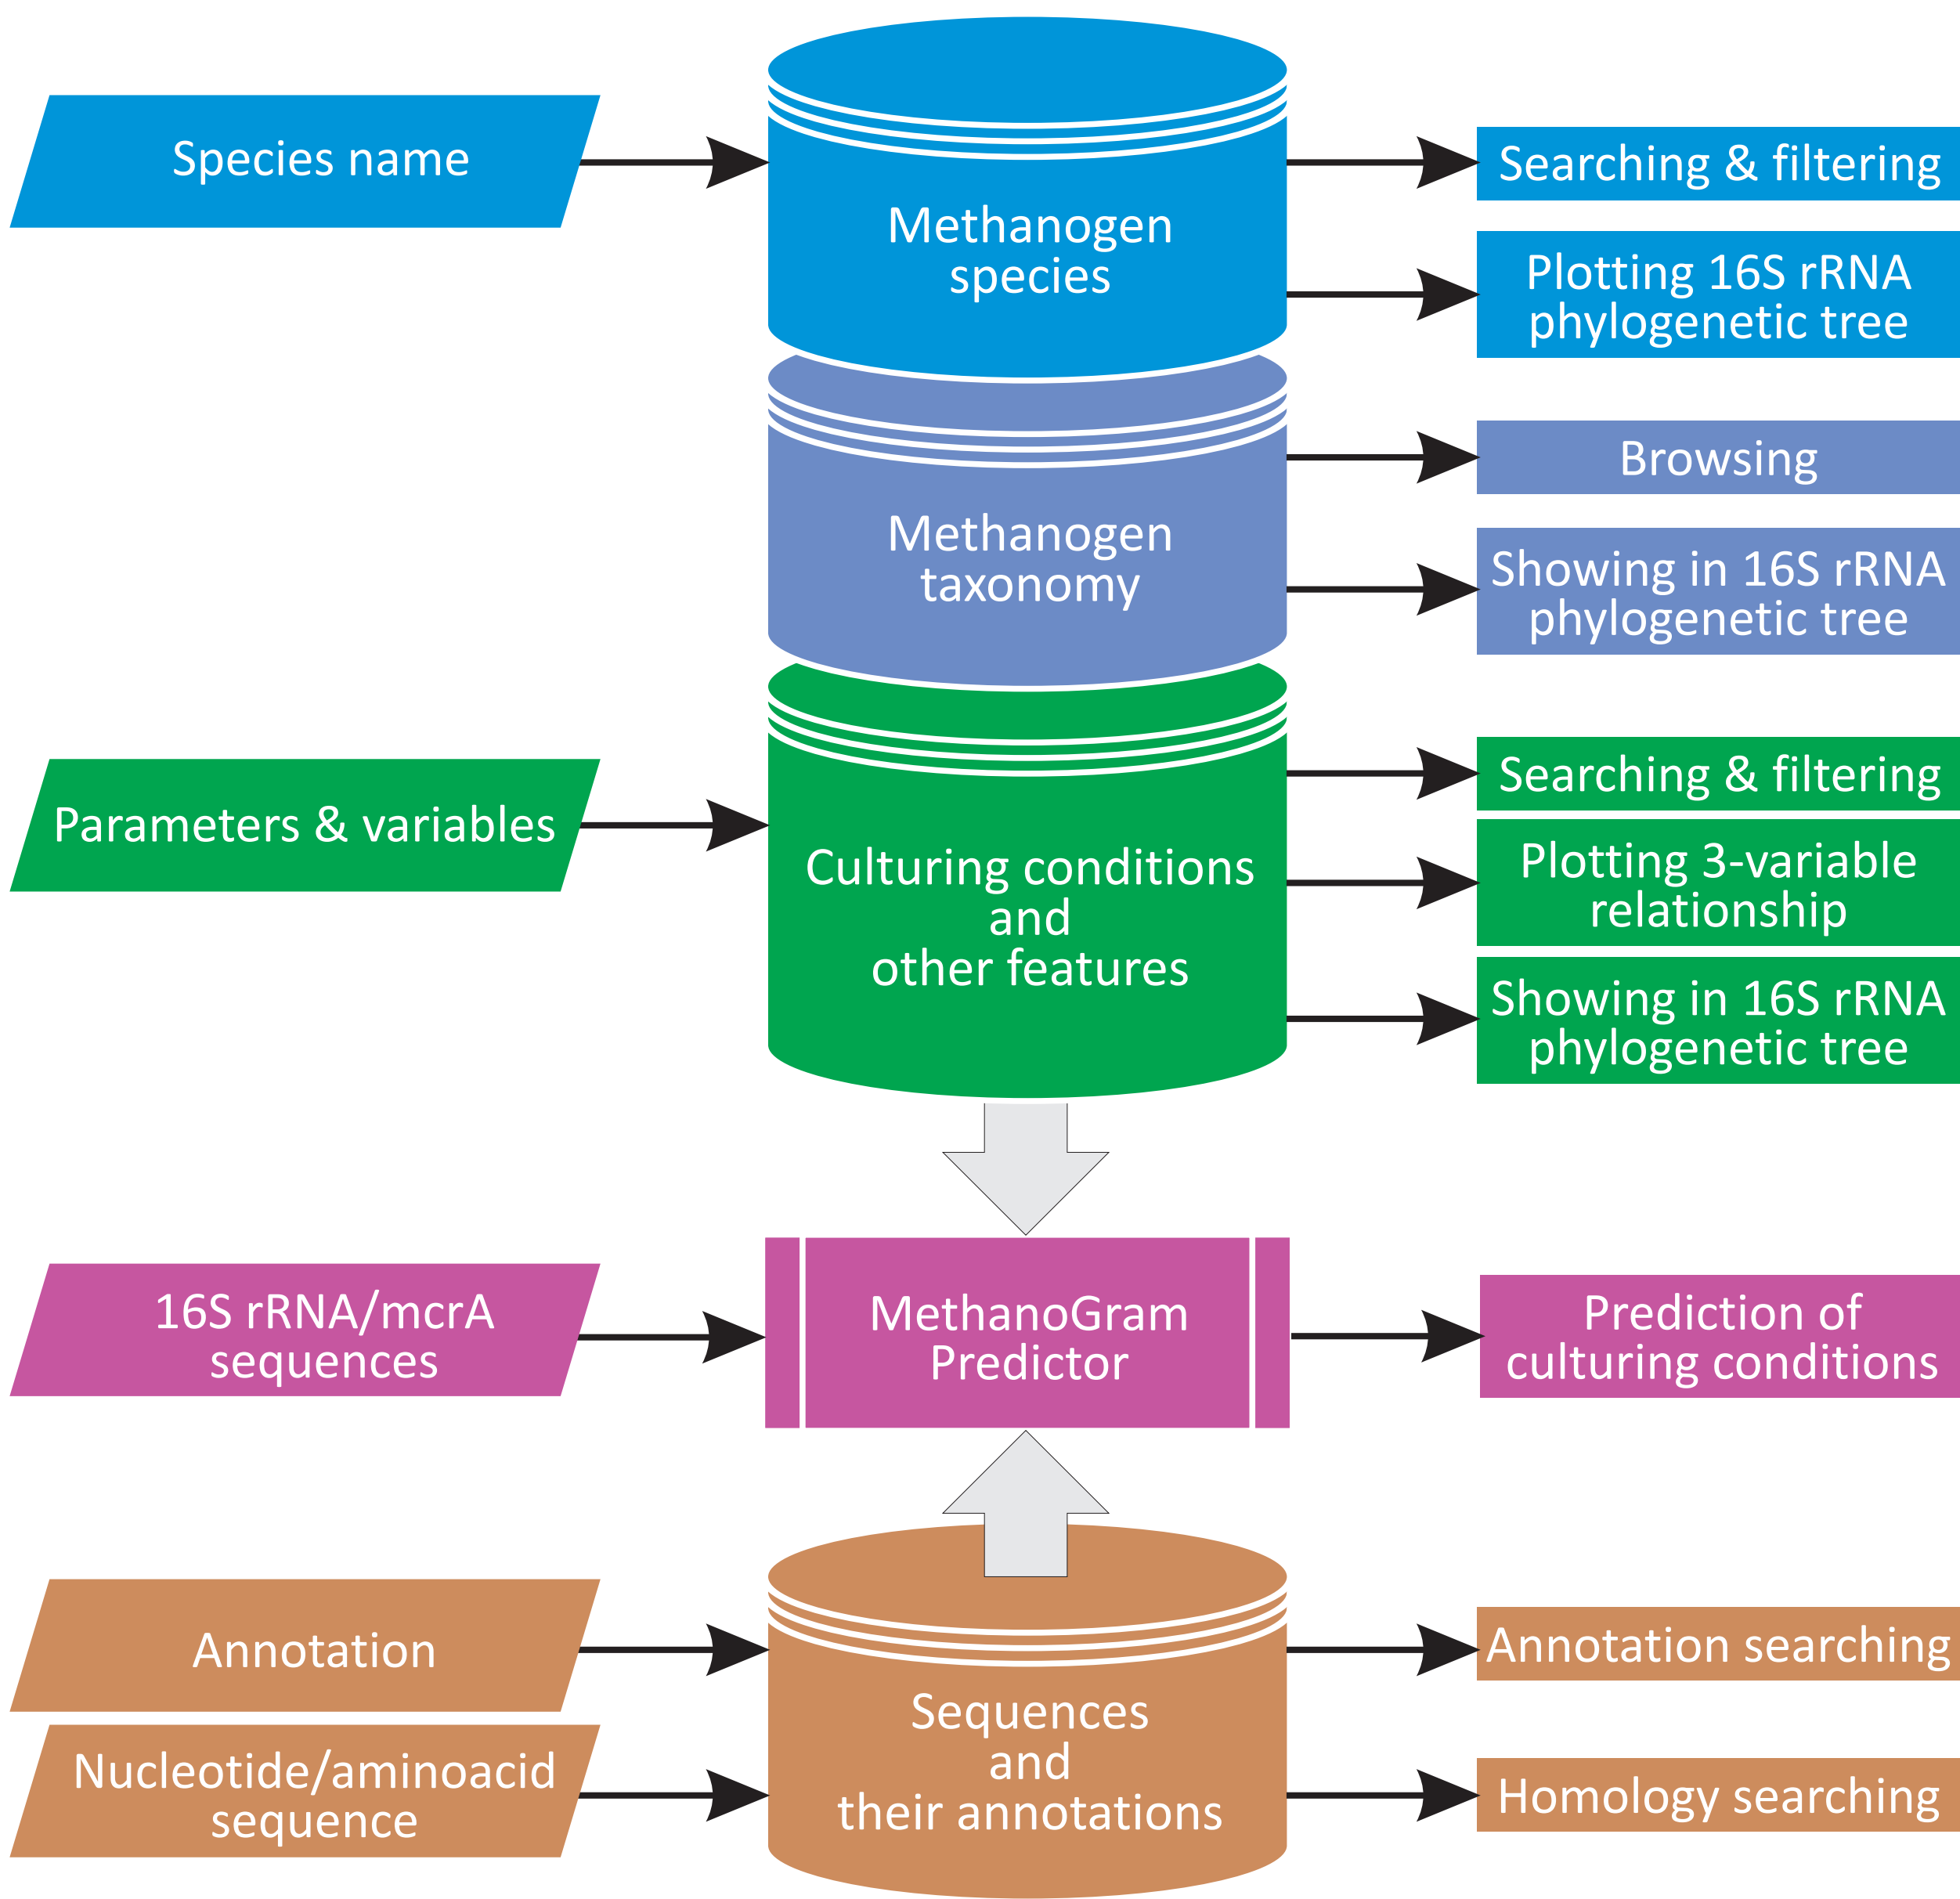 Species name
Methanogen
species
Searching & filtering
Plotting 16S rRNA
phylogenetic tree
Methanogen
taxonomy
Browsing
Showing in 16S rRNA
phylogenetic tree
Parameters & variables
Culturing conditions
and
other features
Searching & filtering
Plotting 3-variable
relationship
Showing in 16S rRNA
phylogenetic tree
16S rRNA/mcrA
sequences
MethanoGram
Predictor
Prediction of
culturing conditions
Annotation
Nucleotide/aminoacid
sequence
Sequences
and
their annotations
Annotation searching
Homology searching